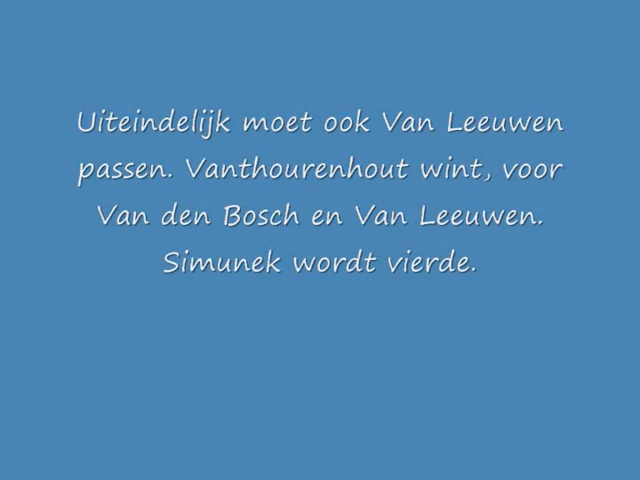 Uiteindelijk moet ook Van Leeuwen
passen. Vanthourenhout wint, voor
Van den Bosch en Van Leeuwen.
Simunek wordt vierde.